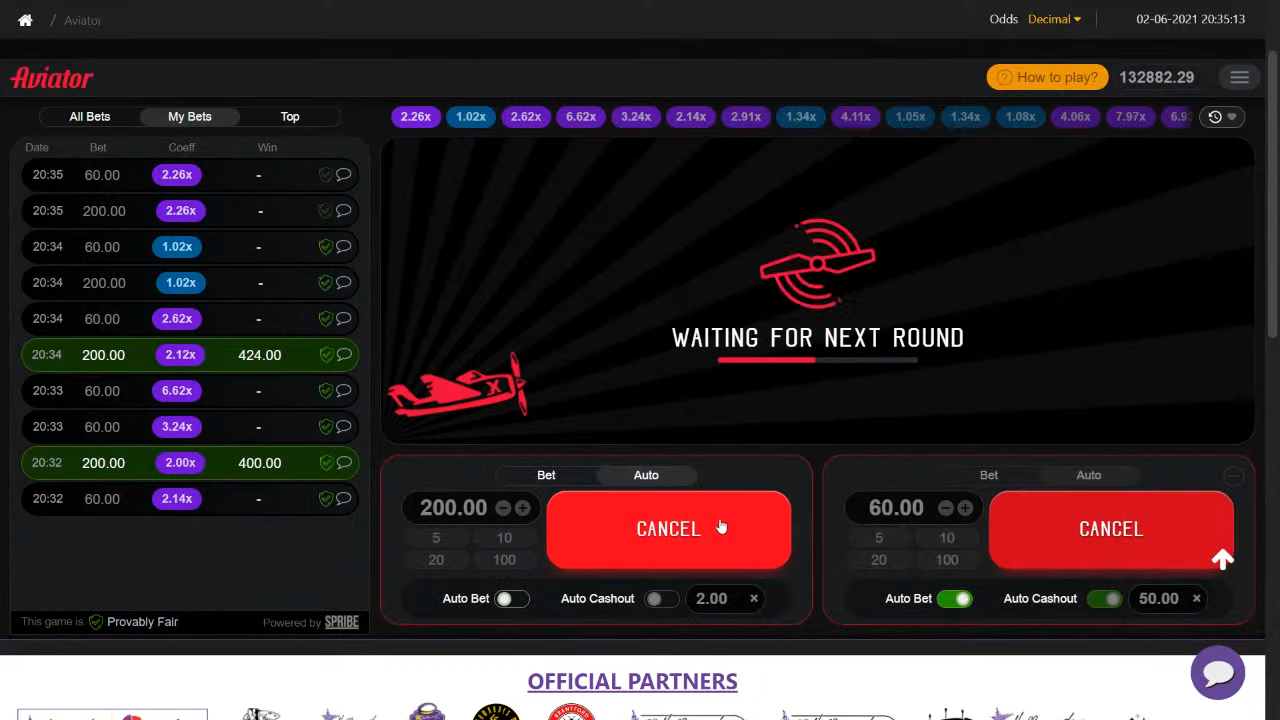 / Aviator
Odds Decimal 02-06-2021 20:35:13
Aviator
? How to play? 132882.29
All Bets My Bets Top
2.26x 1.02x 2.62x 6.62x 3.24x 2.14x 2.91x 1.34x 4.11x 1.05x 1.34x 1.08x 4.06x 7.97x
Date Bet Coeff Win
20:35 60.00 2.26x -
20:35 200.00 2.26x -
20:34 60.00 1.02x -
20:34 200.00 1.02x -
20:34 60.00 2.62x -
20:34 200.00 2.12x 424.00
20:33 60.00 6.62x -
20:33 60.00 3.24x -
20:32 200.00 2.00x 400.00
20:32 60.00 2.14x -
WAITING FOR NEXT ROUND
X
Bet Auto
200.00
5 10
20 100
CANCEL
Auto Bet Auto Cashout 2.00 ×
Bet Auto
60.00
5 10
20 100
CANCEL
Auto Bet Auto Cashout 50.00 ×
This game is Provably Fair Powered by SPRIBE
OFFICIAL PARTNERS
BRENTFORD